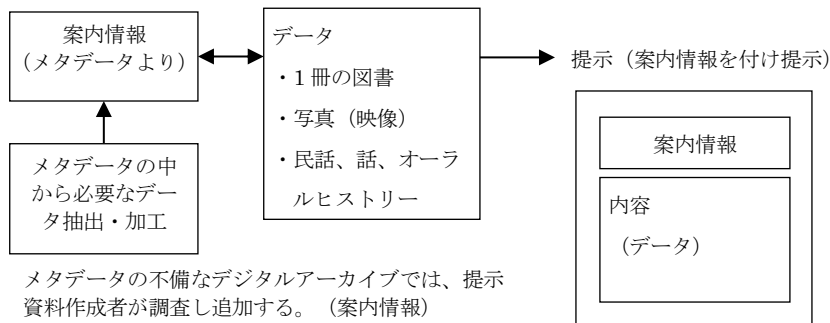 案内情報
(メタデータより)
メタデータの中
から必要なデー
タ抽出・加工
データ
・1 冊の図書
・写真（映像）
・民話、話、オーラ
ルヒストリー
提示（案内情報を付け提示）
案内情報
内容
（データ）
メタデータの不備なデジタルアーカイブでは、提示
資料作成者が調査し追加する。（案内情報）